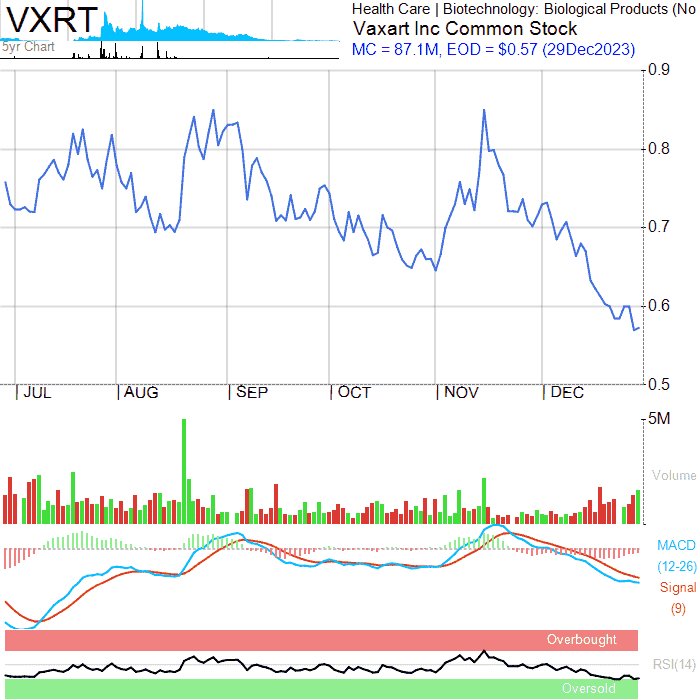 VXRT
5yr Chart
Health Care | Biotechnology: Biological Products (No
Vaxart Inc Common Stock
MC = 87.1M, EOD = $0.57 (29Dec2023)
0.9
0.8
0.7
0.6
0.5
JUL AUG SEP OCT NOV DEC
5M
Volume
MACD
(12-26)
Signal
(9)
Overbought
RSI(14)
Oversold